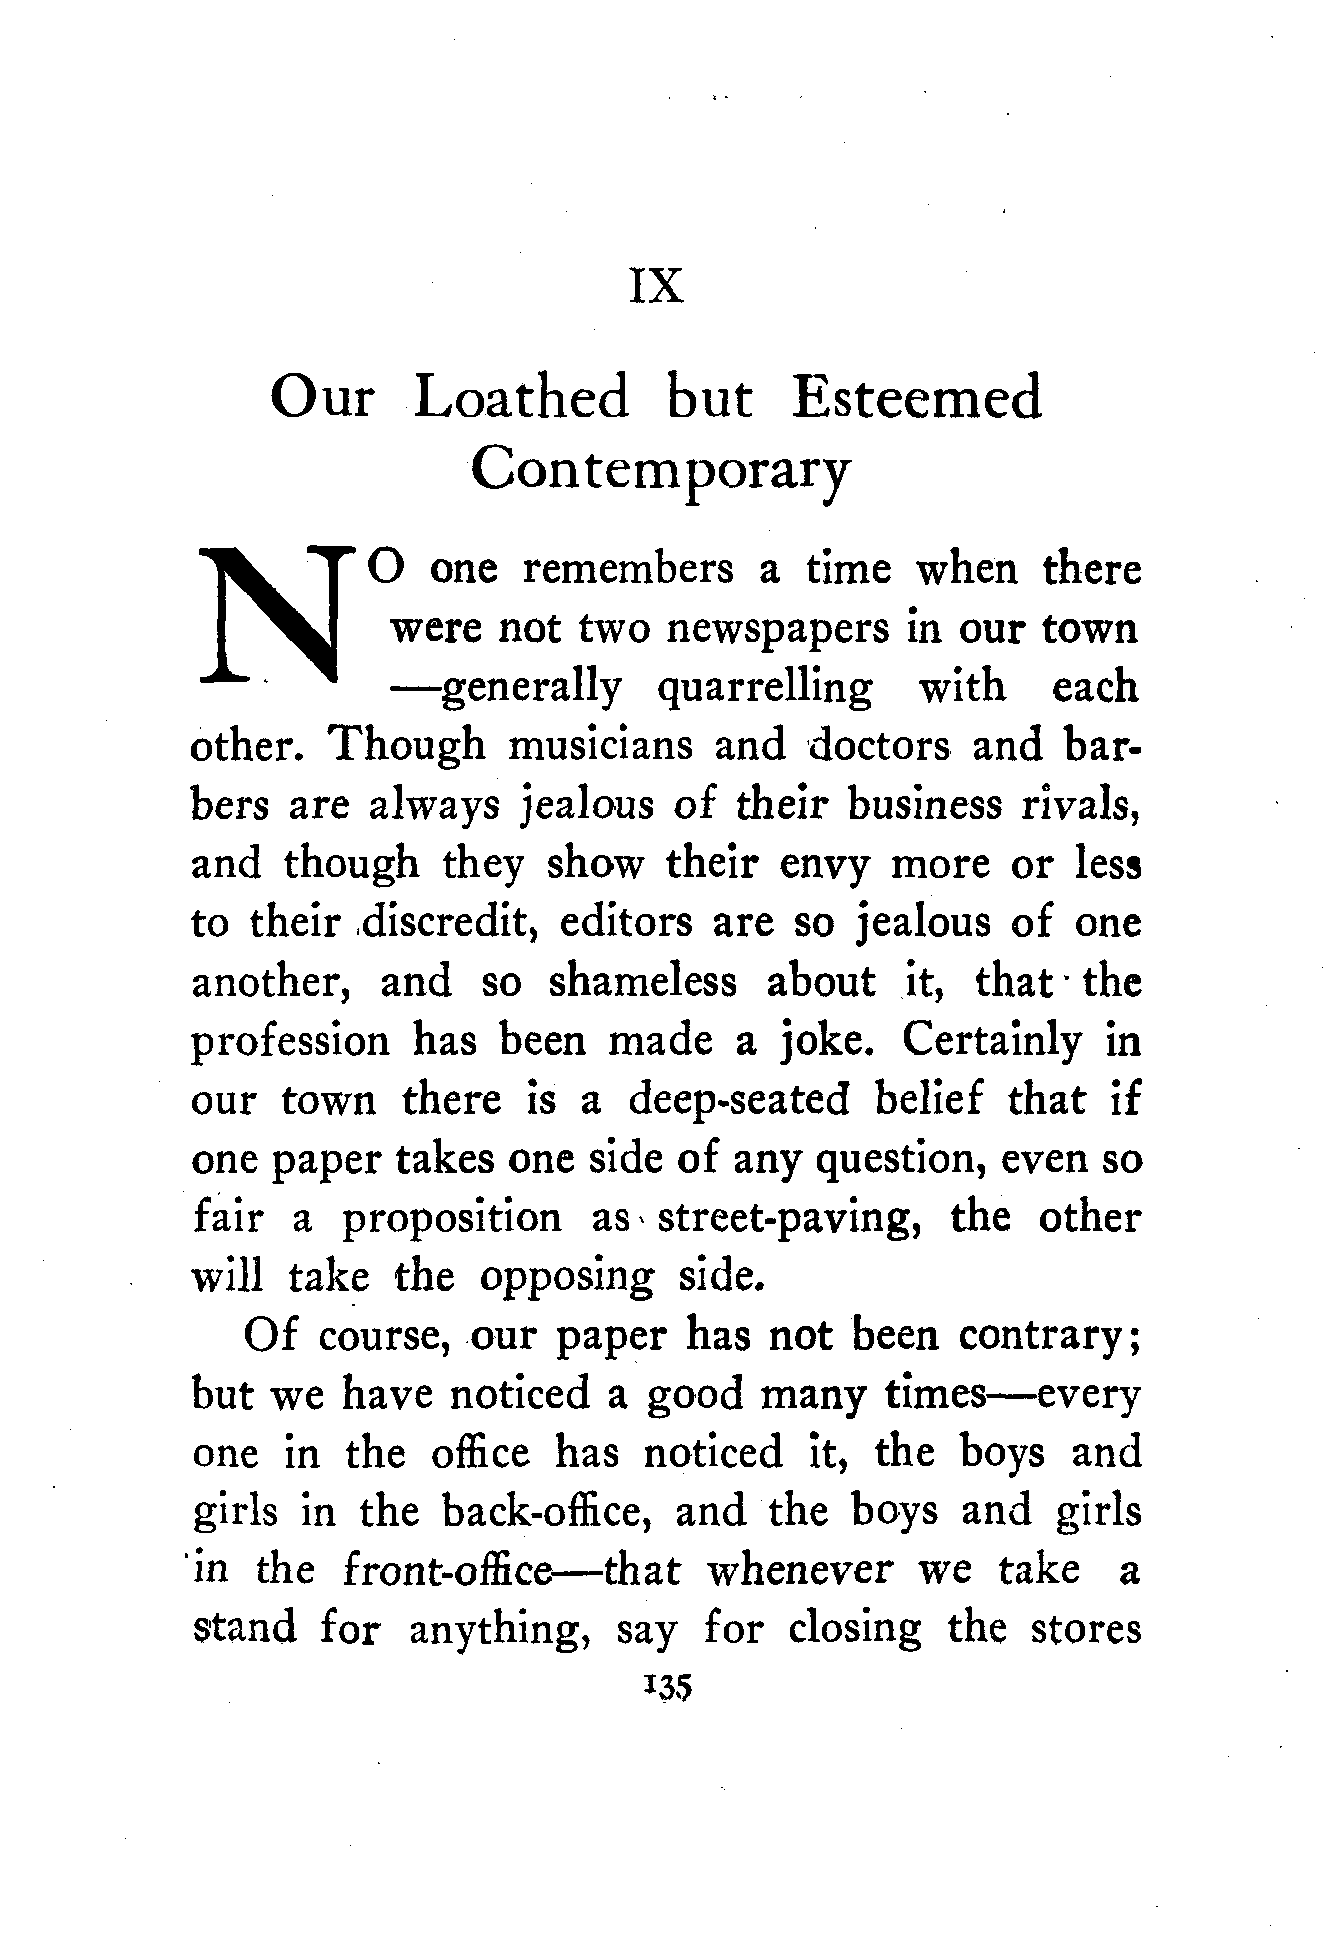 IX
Our Loathed but Esteemed
Contemporary
NO one remembers a time when there
were not two newspapers in our town
—generally quarrelling with each
other. Though musicians and doctors and bar-
bers are always jealous of their business rivals,
and though they show their envy more or less
to their discredit, editors are so jealous of one
another, and so shameless about it, that the
profession has been made a joke. Certainly in
our town there is a deep-seated belief that if
one paper takes one side of any question, even so
fair a proposition as street-paving, the other
will take the opposing side.
Of course, our paper has not been contrary;
but we have noticed a good many times—every
one in the office has noticed it, the boys and
girls in the back-office, and the boys and girls
in the front-office—that whenever we take a
stand for anything, say for closing the stores
135